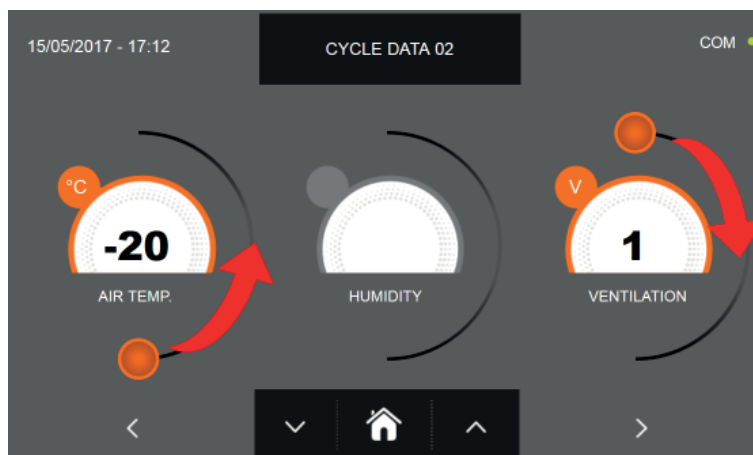 15/05/2017 - 17:12
CYCLE DATA 02
COM
°C
V
-20
1
AIR TEMP.
HUMIDITY
VENTILATION